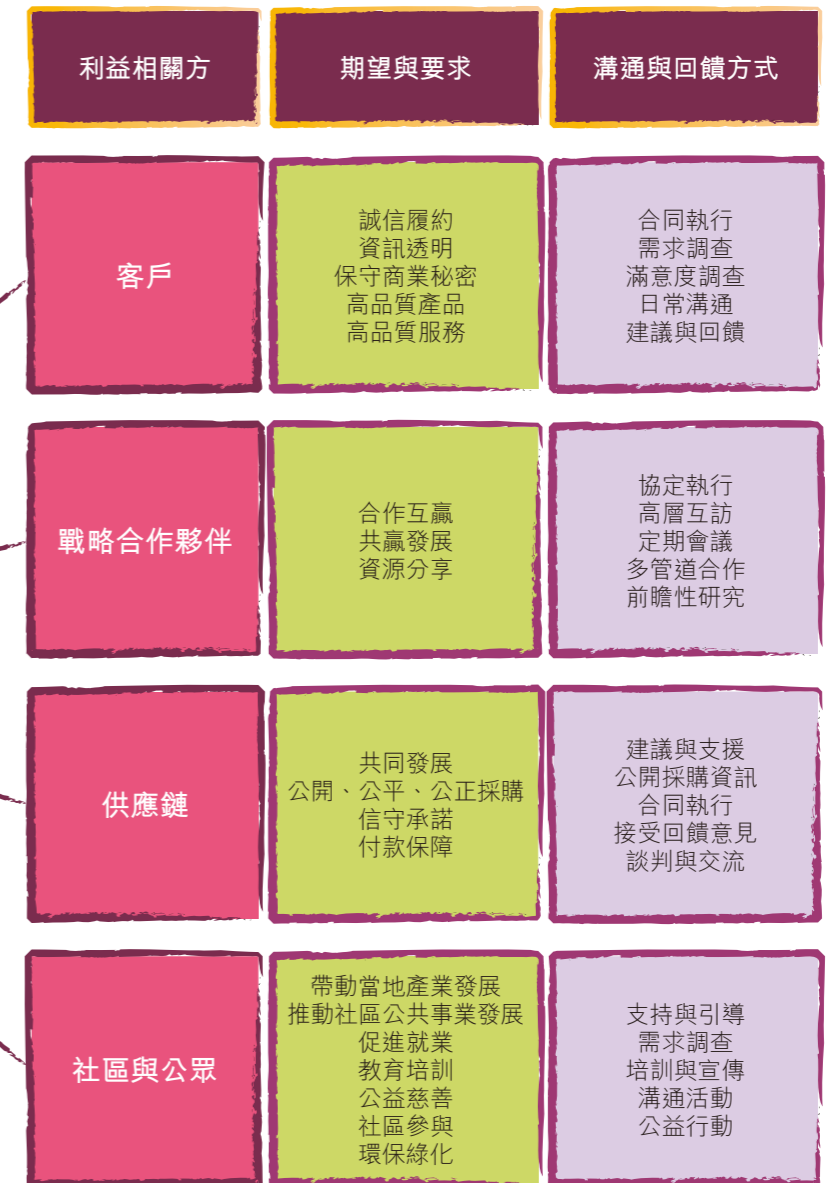 利益相關方
期望與要求
溝通與回饋方式
客戶
誠信履約
資訊透明
保守商業秘密
高品質產品
高品質服務
合同執行
需求調查
滿意度調查
日常溝通
建議與回饋
戰略合作夥伴
合作互贏
共贏發展
資源分享
協定執行
高層互訪
定期會議
多管道合作
前瞻性研究
供應鏈
共同發展
公開、公平、公正採購
信守承諾
付款保障
建議與支援
公開採購資訊
合同執行
接受回饋意見
談判與交流
社區與公眾
帶動當地產業發展
推動社區公共事業發展
促進就業
教育培訓
公益慈善
社區參與
環保綠化
支持與引導
需求調查
培訓與宣傳
溝通活動
公益行動